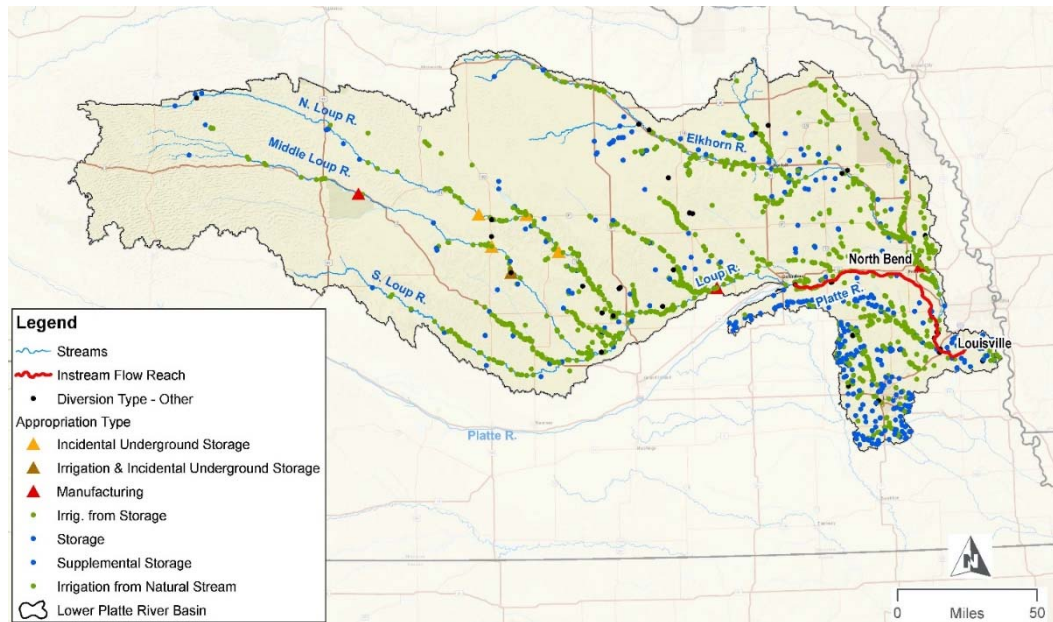 N. Loup R.
Middle Loup R.
Elkhorn R.
S. Loup R.
Loup R.
North Bend
Platte R.
Louisville
Platte R.
Legend
Streams
Instream Flow Reach
Diversion Type - Other
Appropriation Type
Incidental Underground Storage
Irrigation & Incidental Underground Storage
Manufacturing
Irrig. from Storage
Storage
Supplemental Storage
Irrigation from Natural Stream
Lower Platte River Basin
N
0
50
Miles